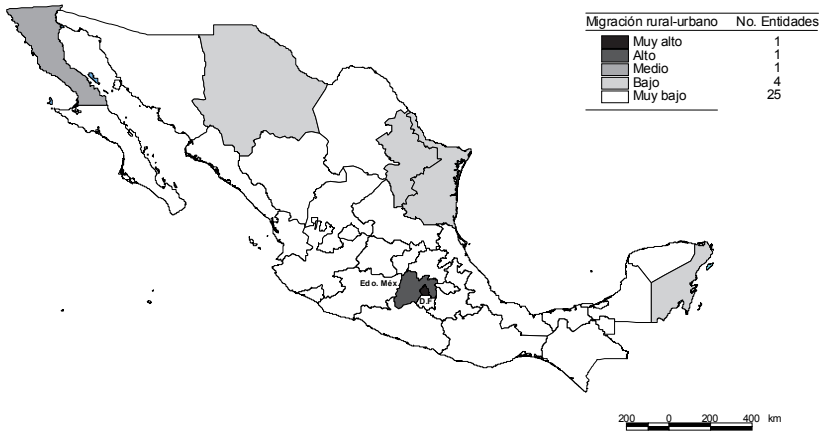 Migración rural-urbano No. Entidades
Muy alto 1
Alto 1
Medio 1
Bajo 4
Muy bajo 25
Edo. Méx.
D.F
200 0 200 400 km